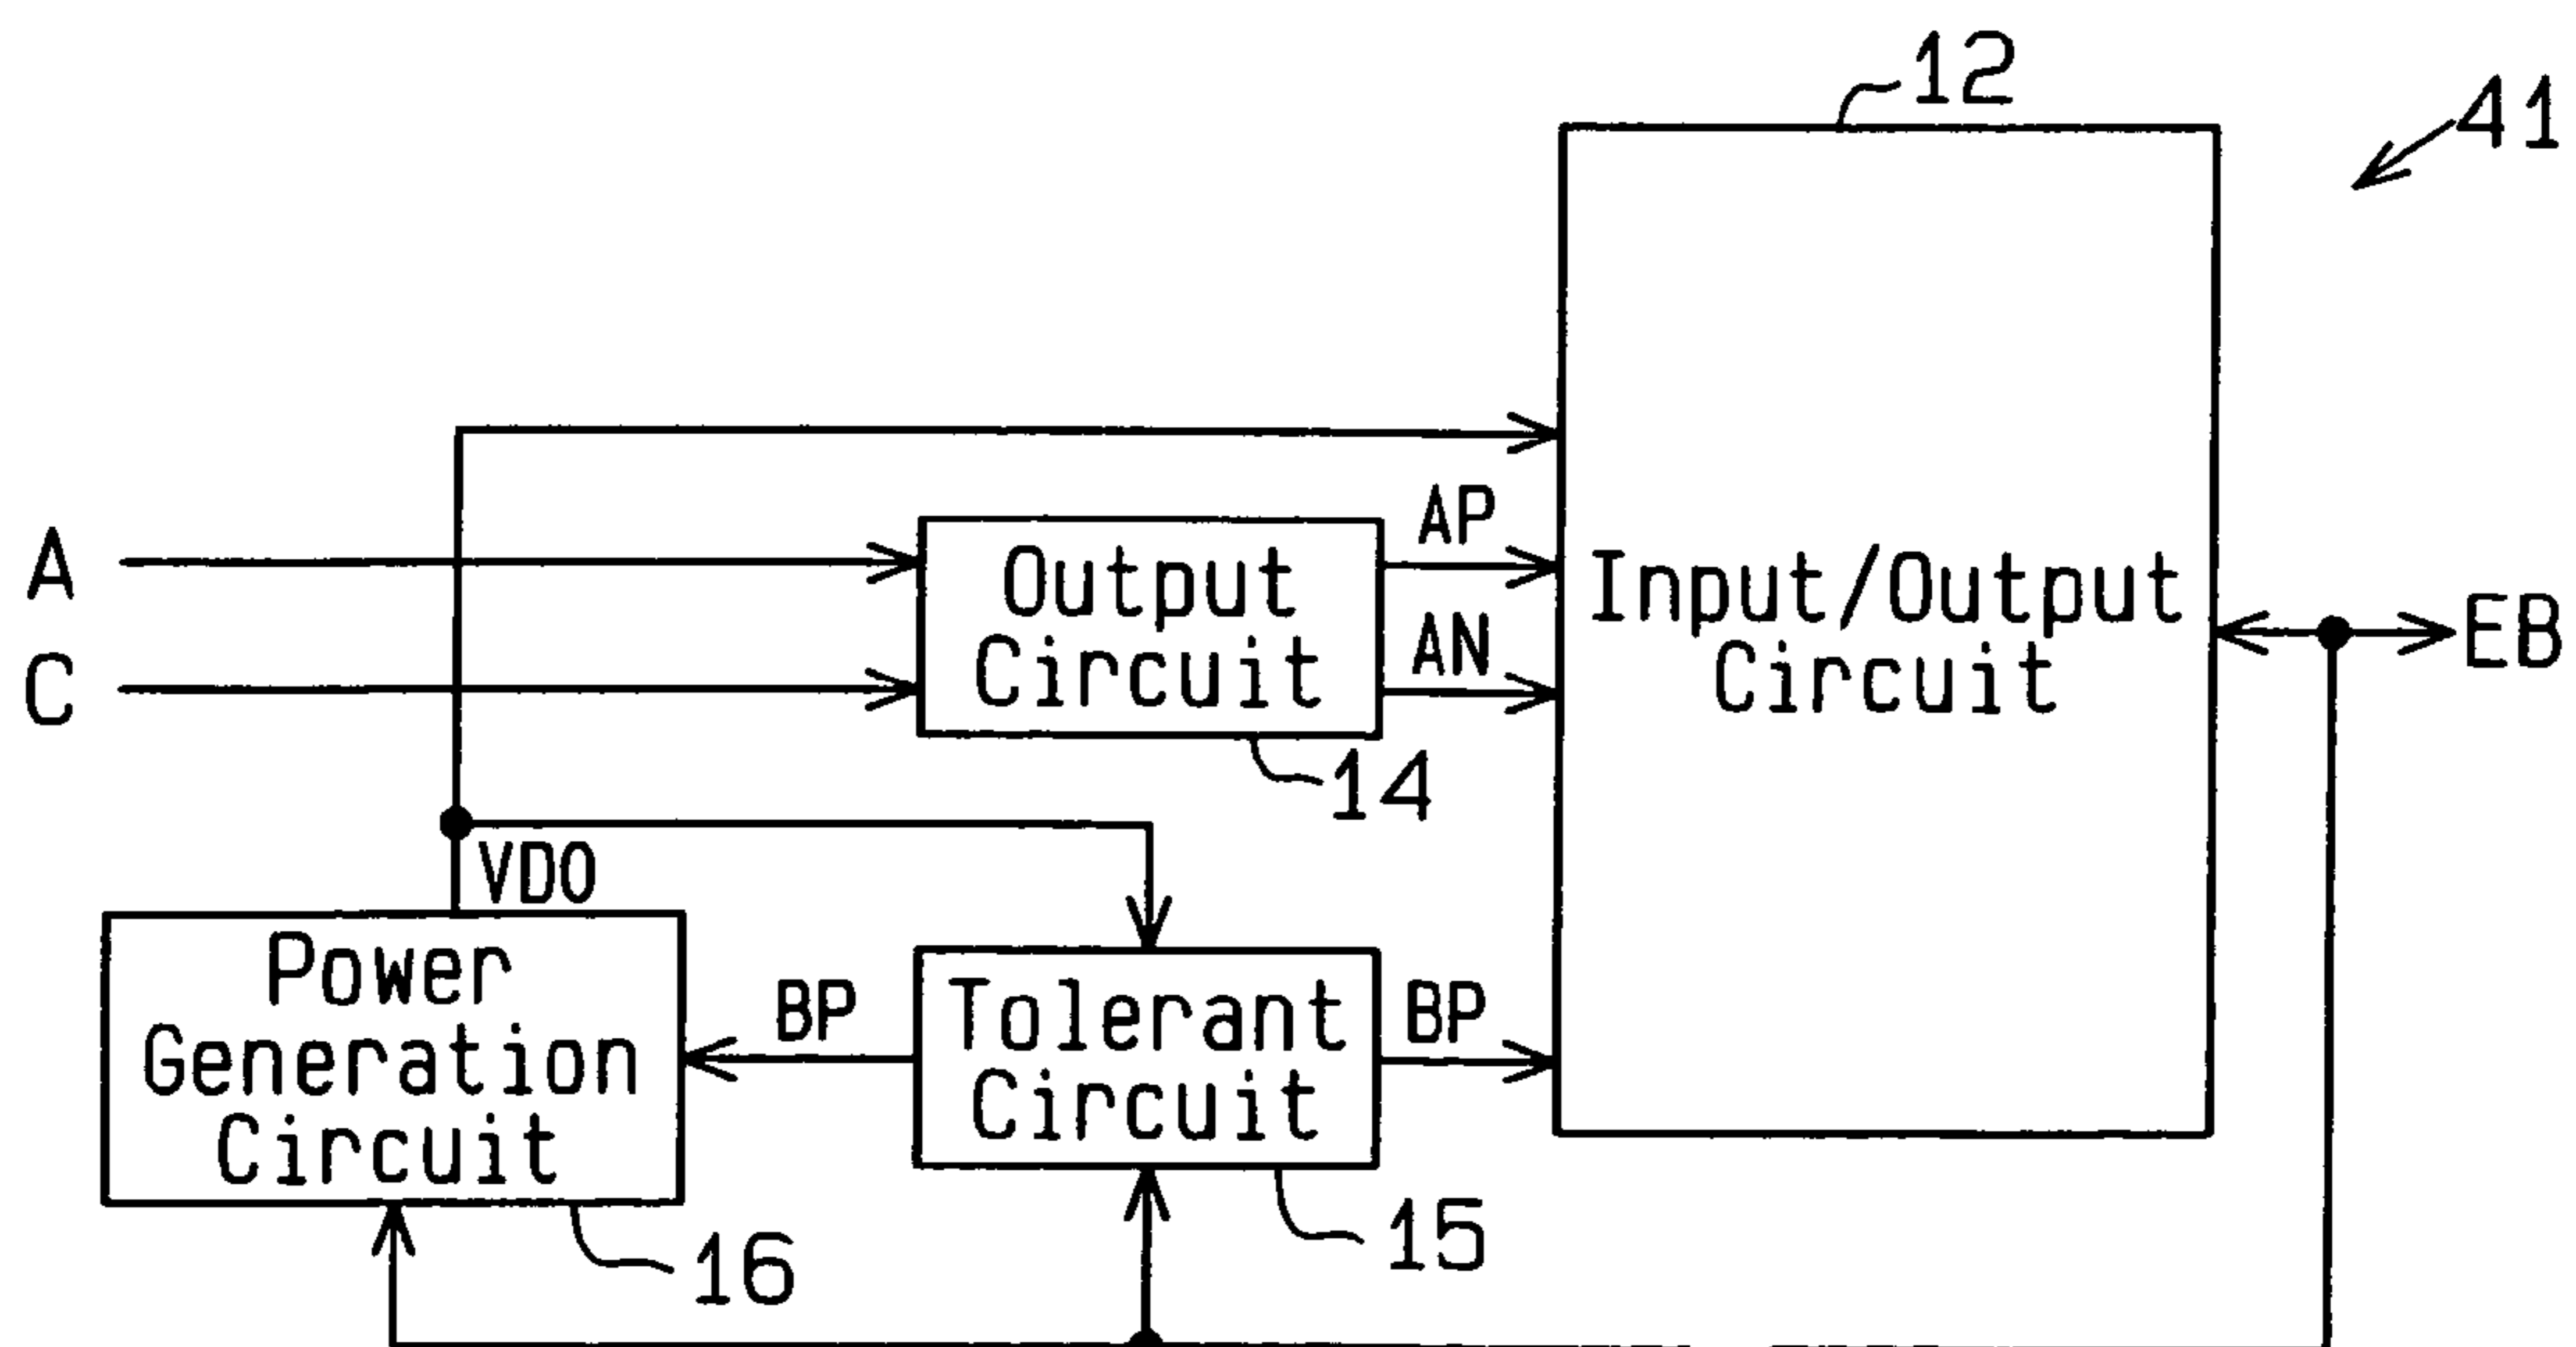 12
41
A
C
Output
Circuit
14
AP
AN
Input/Output
Circuit
EB
VDO
Power
Generation
Circuit
16
BP
Tolerant
Circuit
15
BP